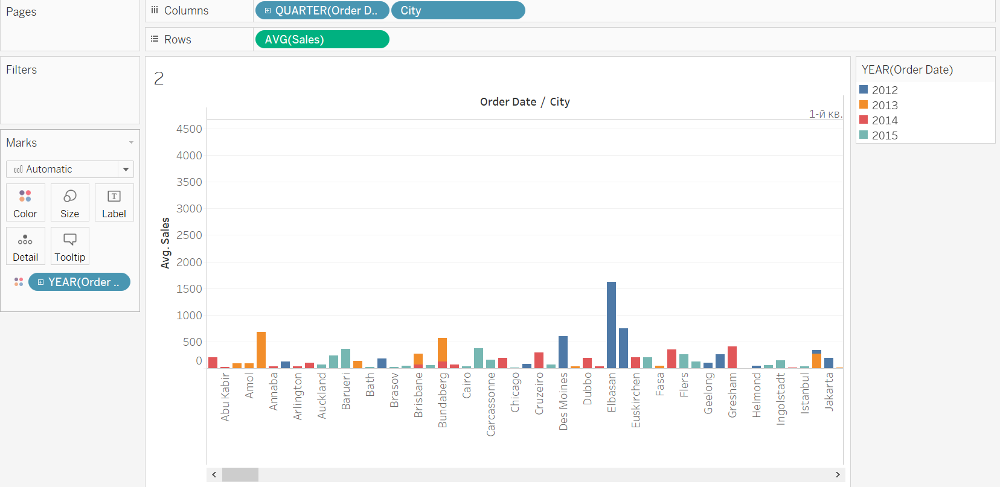 Pages
Columns
QUARTER(Order D..
City
Rows
AVG(Sales)
Filters
Marks
Automatic
Color
Size
Label
Detail
Tooltip
YEAR(Order ..
2
Order Date / City
1-й кв.
Avg. Sales
4500
4000
3500
3000
2500
2000
1500
1000
500
0
Abu Kabir
Amol
Annaba
Arlington
Auckland
Barueri
Bath
Brasov
Brisbane
Bundaberg
Cairo
Carcassonne
Chicago
Cruzeiro
Des Moines
Dubbo
Elbasan
Euskirchen
Fasa
Flers
Geelong
Gresham
Helmond
Ingolstadt
Istanbul
Jakarta
YEAR(Order Date)
2012
2013
2014
2015